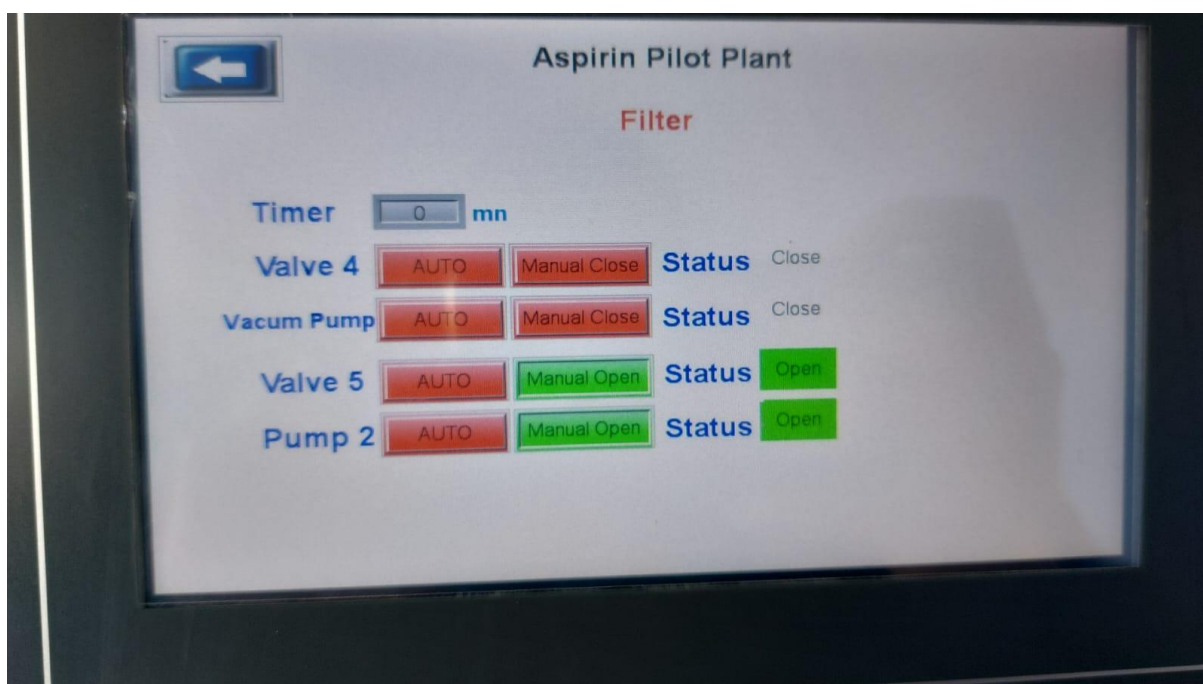 Aspirin Pilot Plant
Filter
Timer 0 mn
Valve 4 AUTO Manual Close Status Close
Vacum Pump AUTO Manual Close Status Close
Valve 5 AUTO Manual Open Status Open
Pump 2 AUTO Manual Open Status Open